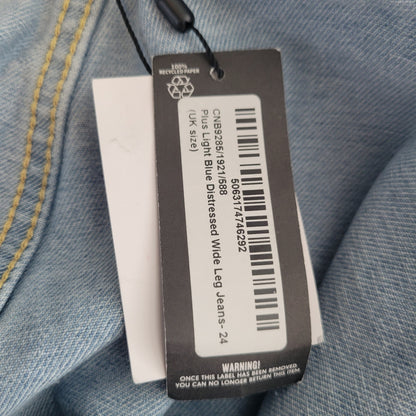 100%
RECYCLED PAPER
CNB9285/1921/588
Plus Light Blue Distressed Wide Leg Jeans- 24
(UK size)
5063174746292
WARNING!
ONCE THIS LABEL HAS BEEN REMOVED
YOU CAN NO LONGER RETURN THIS ITEM.